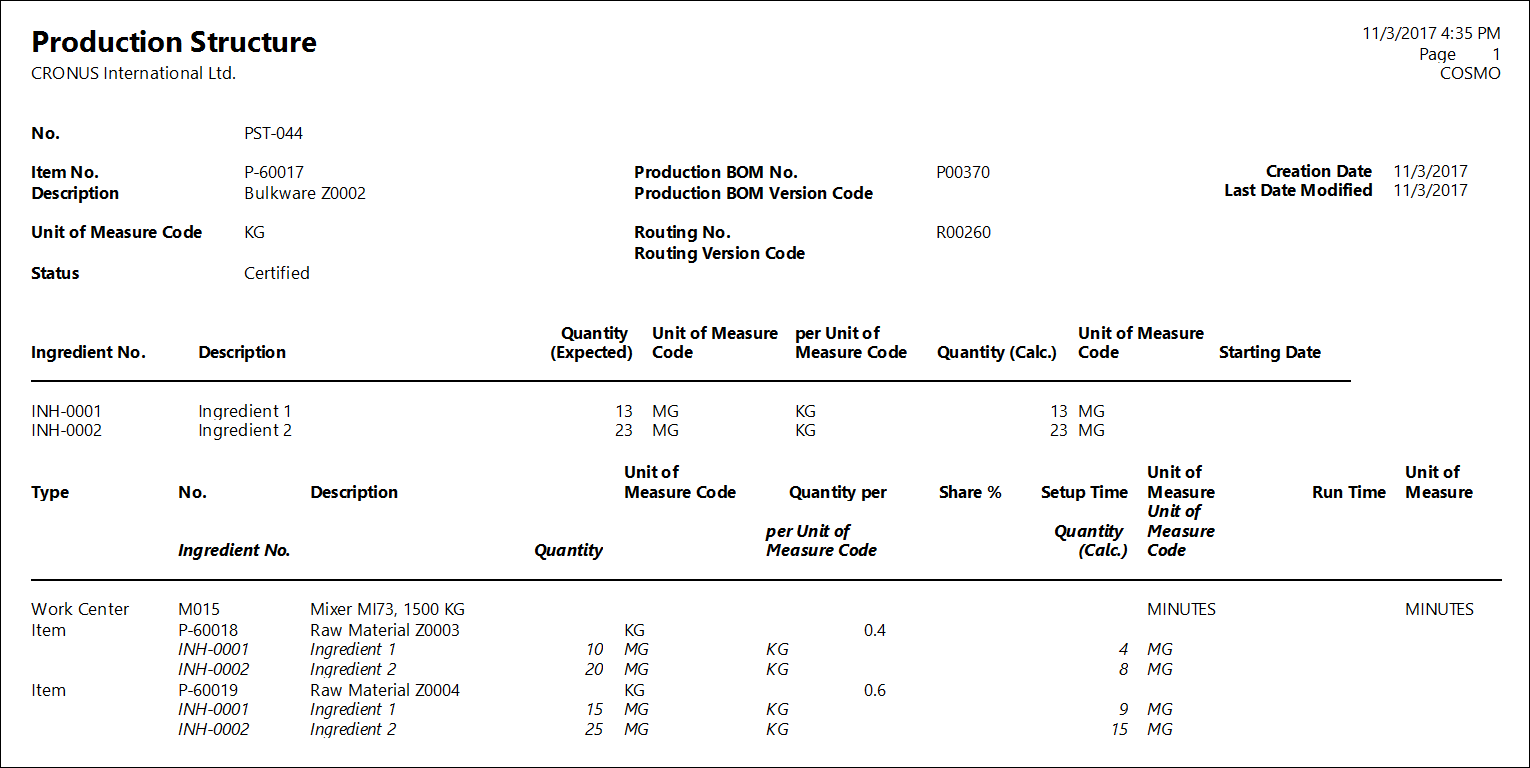 Production Structure
11/3/2017 4:35 PM
CRONUS International Ltd.
Page 1
COSMO
No. PST-044
Item No. P-60017 Production BOM No. P00370 Creation Date 11/3/2017
Description Bulkware Z0002 Production BOM Version Code Last Date Modified 11/3/2017
Unit of Measure Code KG Routing No. R00260
Routing Version Code
Status Certified
Quantity Unit of Measure per Unit of Unit of Measure
Ingredient No. Description (Expected) Code Measure Code Quantity (Calc.) Code Starting Date
INH-0001 Ingredient 1 13 MG KG 13 MG
INH-0002 Ingredient 2 23 MG KG 23 MG
Unit of Unit of Unit of
Type No. Description Measure Code Quantity per Share % Setup Time Measure Run Time Measure
Unit of
per Unit of Quantity Measure
Ingredient No. Quantity Measure Code (Calc.) Code
Work Center M015 Mixer MI73, 1500 KG MINUTES MINUTES
Item P-60018 Raw Material Z0003 KG 0.4
INH-0001 Ingredient 1 10 MG KG 4 MG
INH-0002 Ingredient 2 20 MG KG 8 MG
Item P-60019 Raw Material Z0004 KG 0.6
INH-0001 Ingredient 1 15 MG KG 9 MG
INH-0002 Ingredient 2 25 MG KG 15 MG